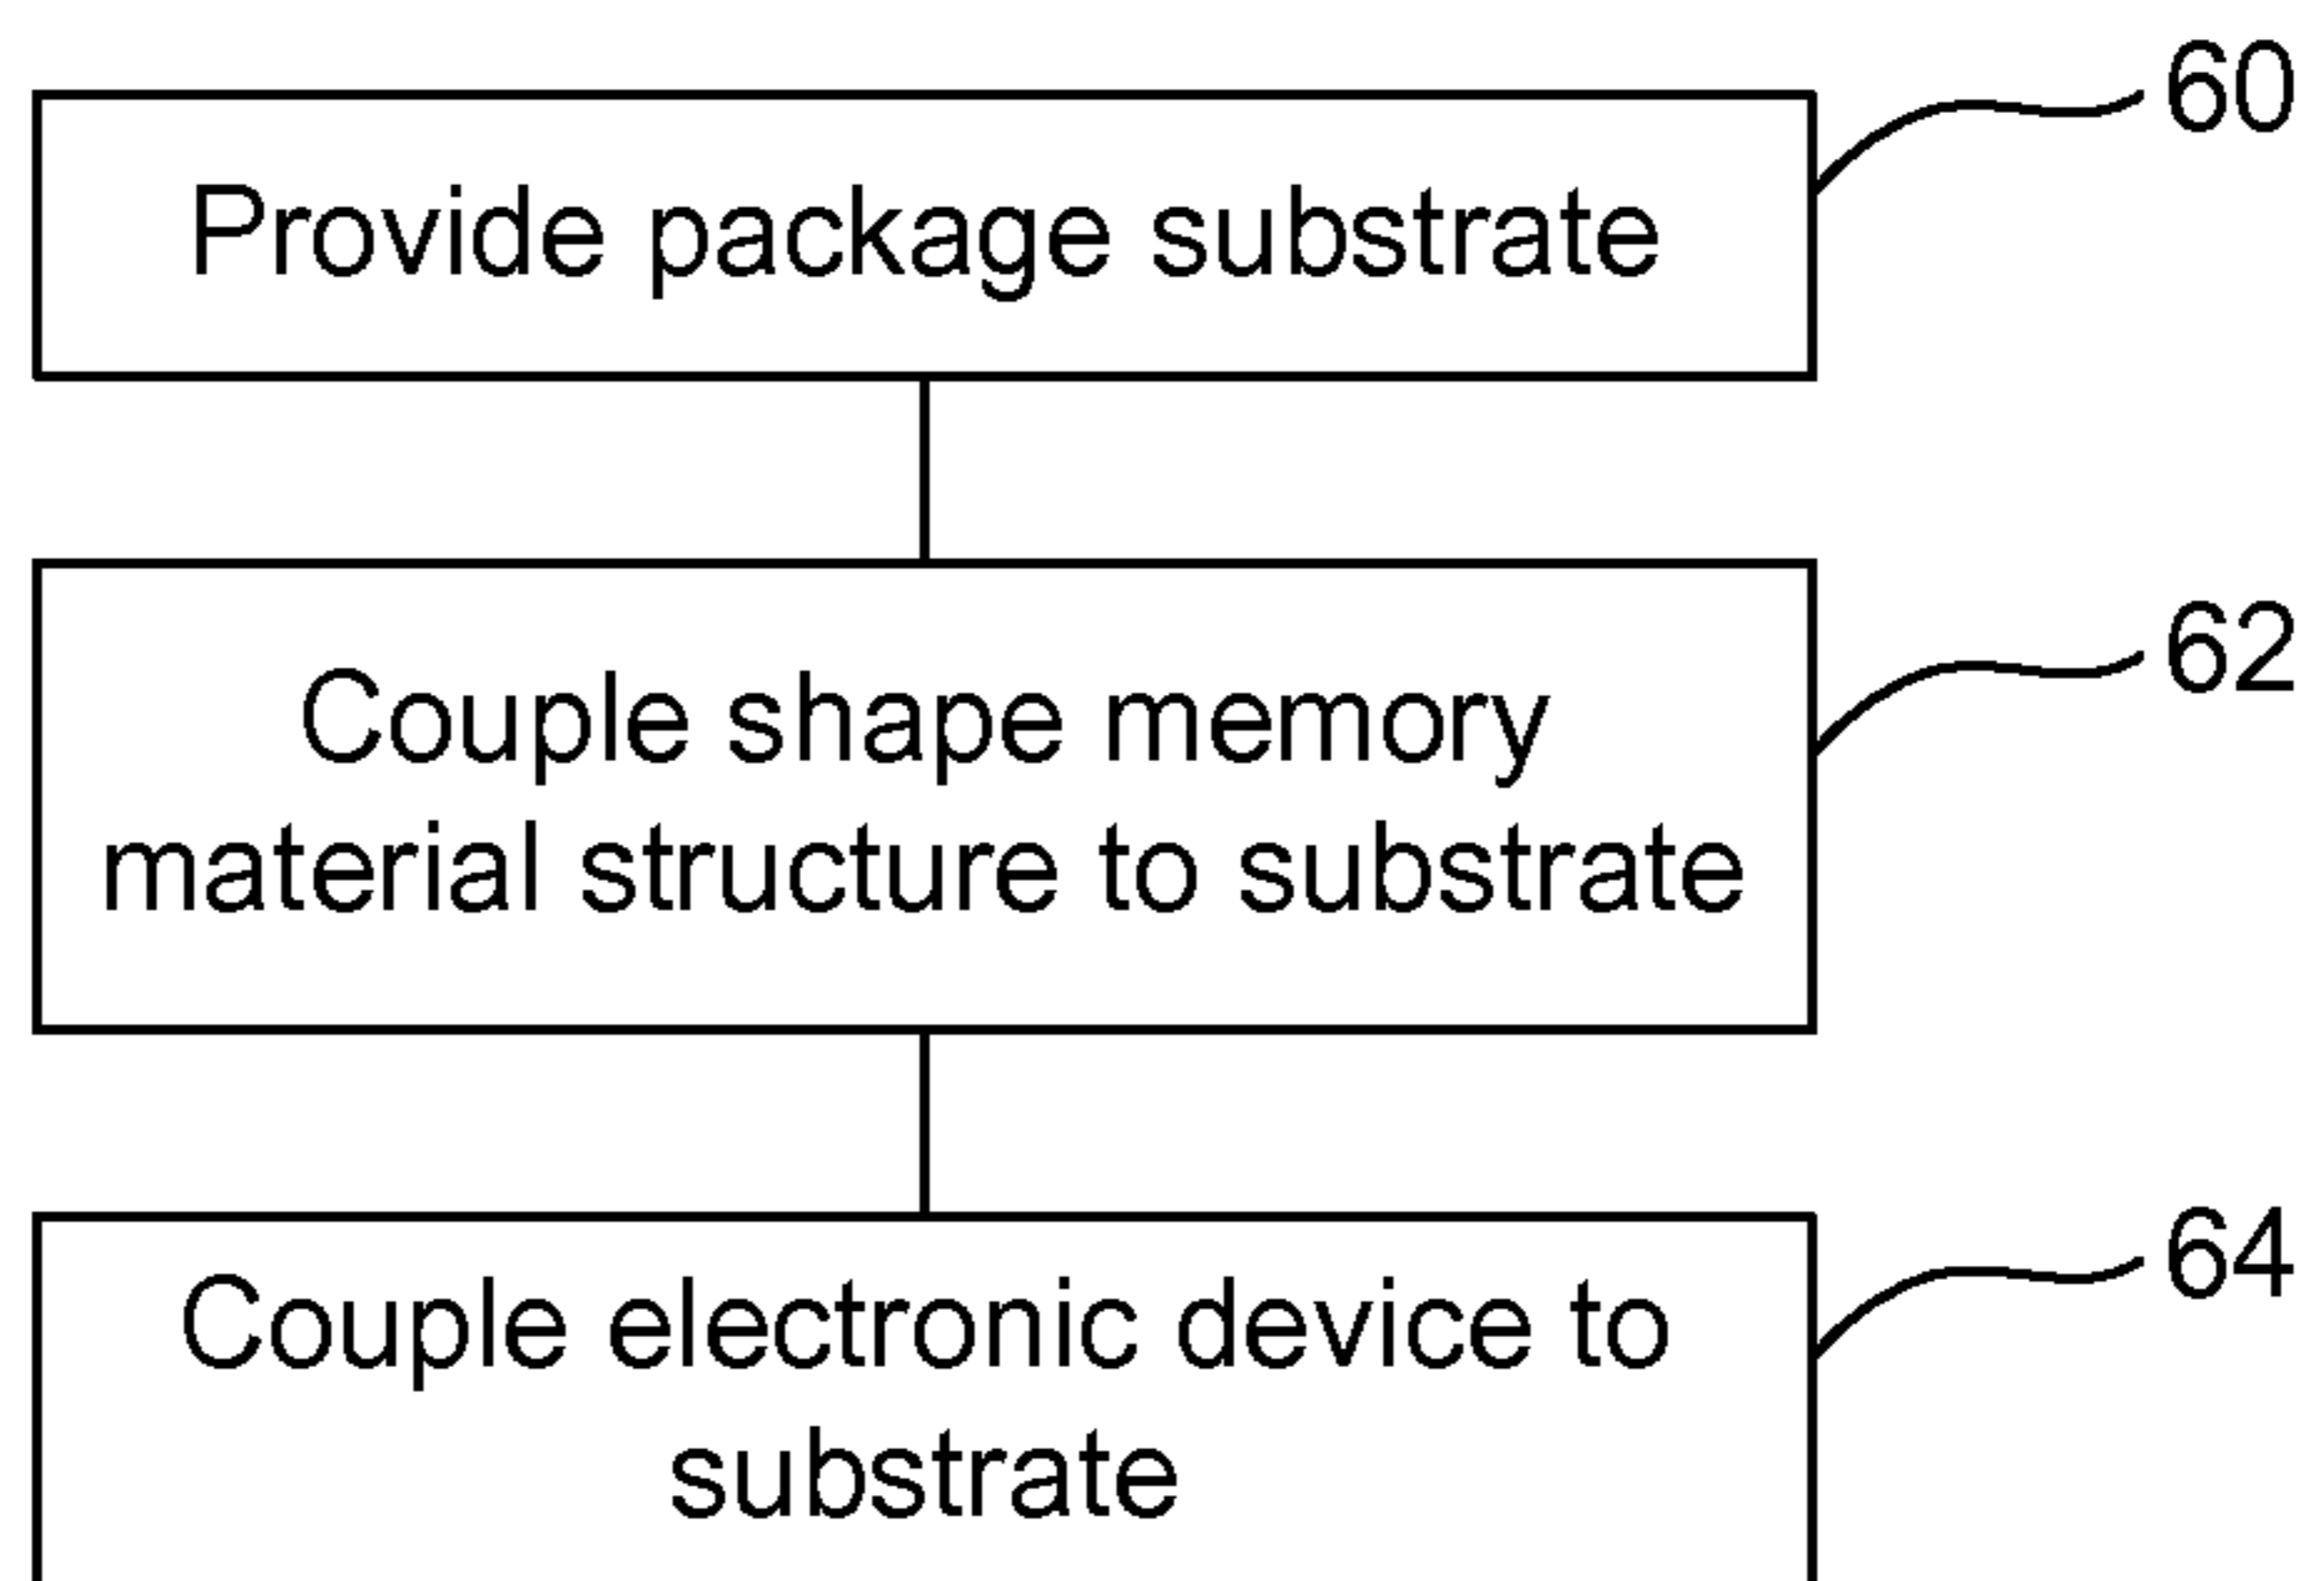 60
Provide package substrate
62
Couple shape memory
material structure to substrate
64
Couple electronic device to
substrate